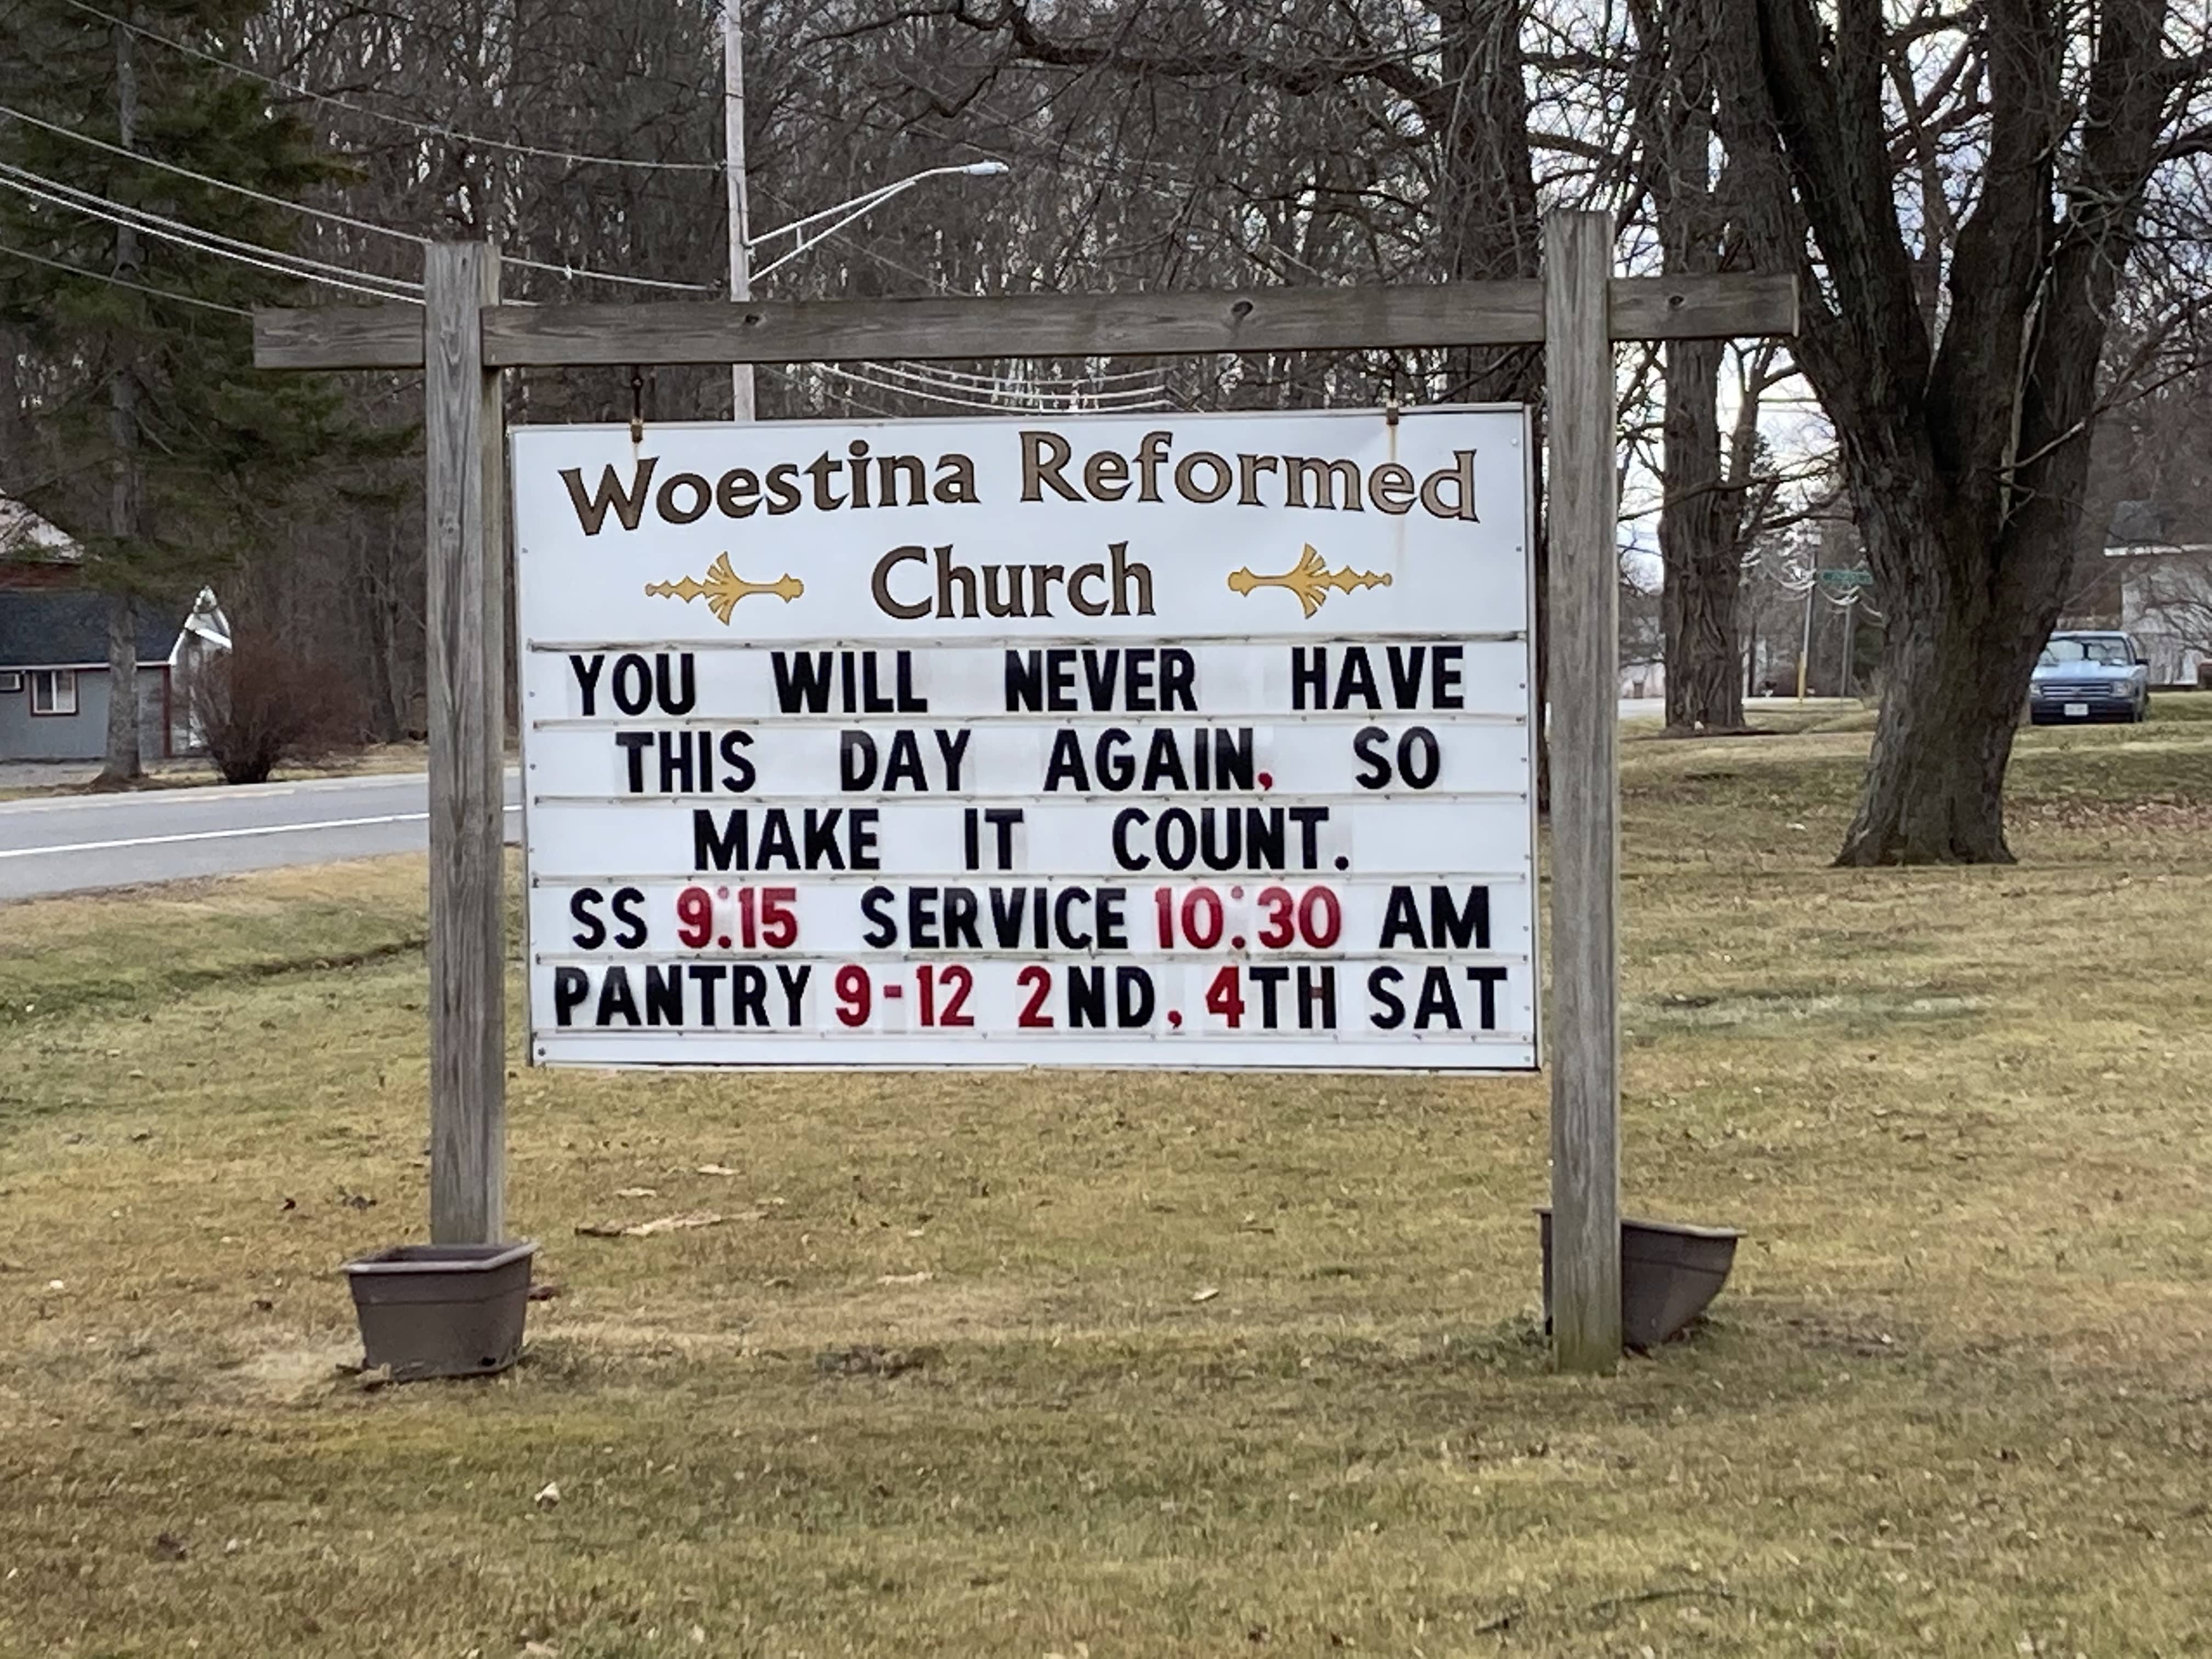 Woestina Reformed
Church
YOU WILL NEVER HAVE
THIS DAY AGAIN, SO
MAKE IT COUNT.
SS 9:15 SERVICE 10:30 AM
PANTRY 9-12 2ND, 4TH SAT